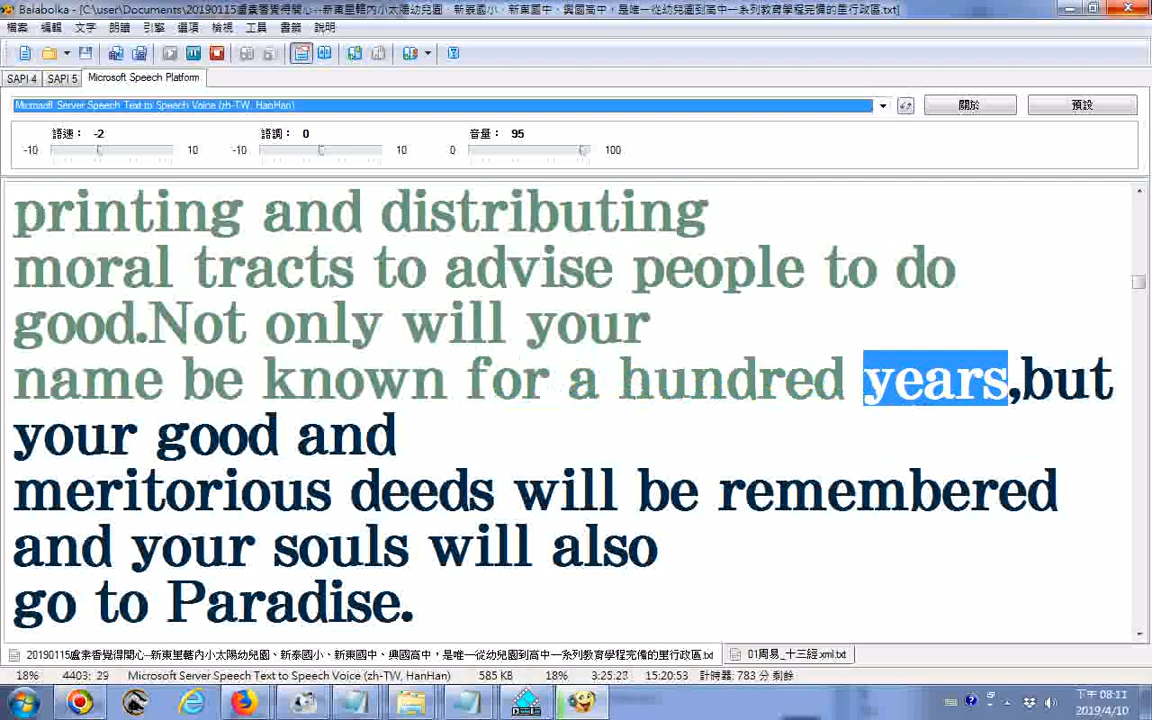 Balabolka - [C:\user\Documents\20190115盧素香覺得開心--新東里轄內小太陽幼兒園、新泰國小、新東國中、興國高中，是唯一從幼兒園到高中一系列教育學程完備的里行政區.txt]
檔案 編輯 文字 朗讀 引擎 選項 檢視 工具 書籤 說明
SAPI 4 SAPI 5 Microsoft Speech Platform
Microsoft Server Speech Text to Speech Voice (zh-TW, HanHan) 關於 預設
語速： -2 語調： 0 音量： 95
-10 10 -10 10 0 100
printing and distributing
moral tracts to advise people to do
good.Not only will your
name be known for a hundred years,but
your good and
meritorious deeds will be remembered
and your souls will also
go to Paradise.
20190115盧素香覺得開心--新東里轄內小太陽幼兒園、新泰國小、新東國中、興國高中，是唯一從幼兒園到高中一系列教育學程完備的里行政區.txt 01周易_十三經.xml.txt
18% 4403: 29 Microsoft Server Speech Text to Speech Voice (zh-TW, HanHan) 585 KB 18% 3:25:23 15:20:53 計時器: 783 分 剩餘
下午 08:11
2019/4/10